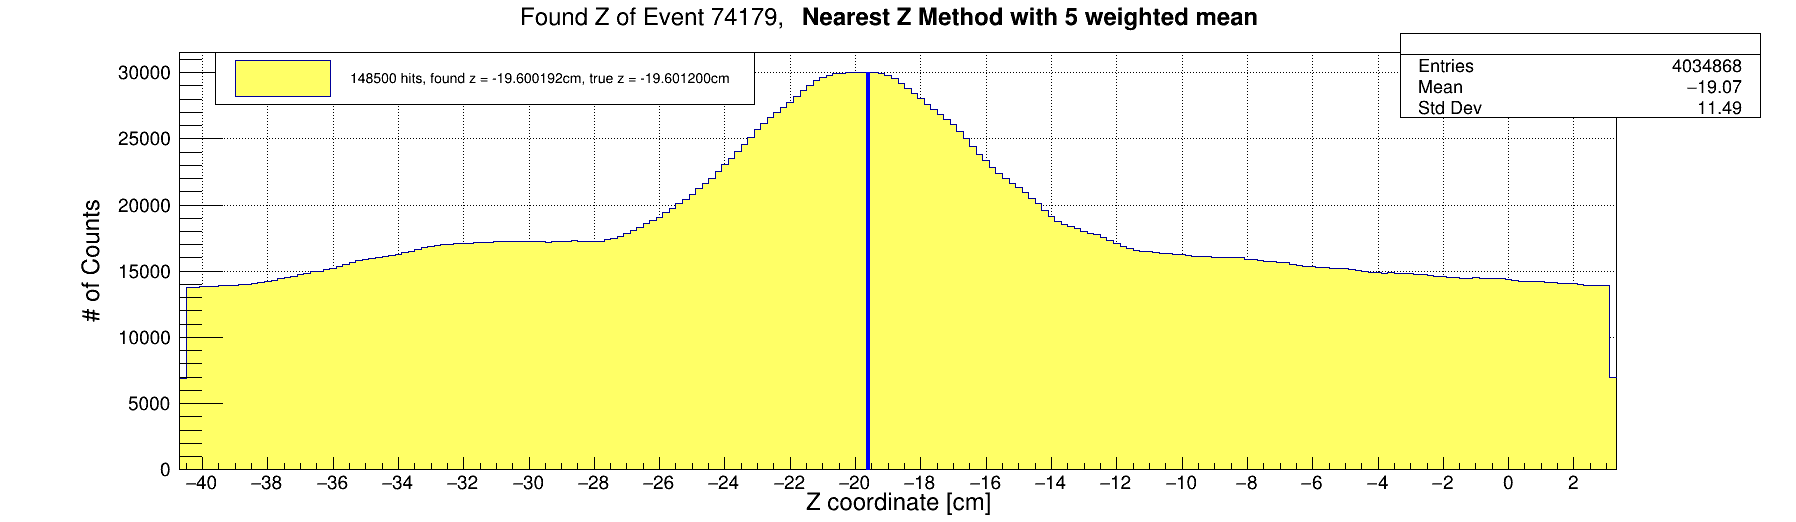 Found Z of Event 74179, Nearest Z Method with 5 weighted mean
148500 hits, found z = -19.600192cm, true z = -19.601200cm
Entries 4034868
Mean −19.07
Std Dev 11.49
# of Counts
30000
25000
20000
15000
10000
5000
0
−40 −38 −36 −34 −32 −30 −28 −26 −24 −22 −20 −18 −16 −14 −12 −10 −8 −6 −4 −2 0 2
Z coordinate [cm]